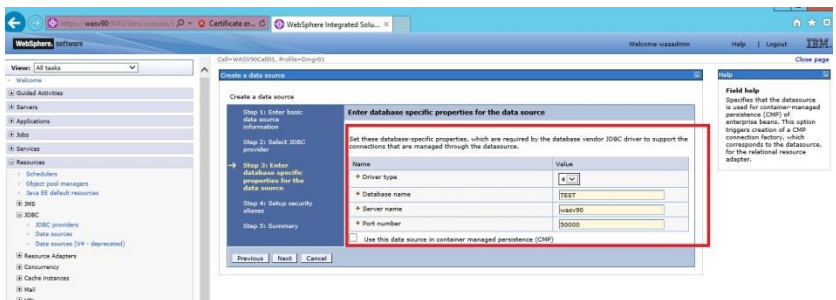 https://wasv90:9043/ibm/console/l
Certificate er...
WebSphere Integrated Solu...
WebSphere. software
Welcome wasadmin
Help | Logout
IBM.
Cell=WASV90Cell01, Profile=Dmgr01
Close page
View: All tasks
Welcome
Guided Activities
Servers
Applications
Jobs
Services
Resources
Schedulers
Object pool managers
Java EE default resources
JMS
JDBC
JDBC providers
Data sources
Data sources (V4 - deprecated)
Resource Adapters
Concurrency
Cache instances
Mail
URL
Create a data source
Create a data source
Step 1: Enter basic
data source
information
Step 2: Select JDBC
provider
Step 3: Enter
database specific
properties for the
data source
Step 4: Setup security
aliases
Step 5: Summary
Enter database specific properties for the data source
Set these database-specific properties, which are required by the database vendor JDBC driver to support the
connections that are managed through the datasource.
Name Value
* Driver type 4
* Database name TEST
* Server name wasv90
* Port number 50000
Use this data source in container managed persistence (CMP)
Previous Next Cancel
Help
Field help
Specifies that the datasource
is used for container-managed
persistence (CMP) of
enterprise beans. This option
triggers creation of a CMP
connection factory, which
corresponds to the datasource,
for the relational resource
adapter.